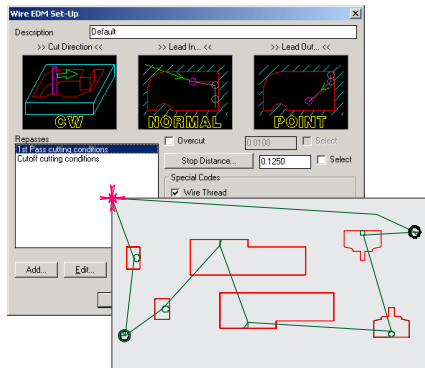 Wire EDM Set-Up
Description
Default
>> Cut Direction <<
>> Lead In... <<
>> Lead Out... <<
CW
NORMAL
POINT
Repasses
1st Pass cutting conditions
Cutoff cutting conditions
Overcut
0.0100
Select
Stop Distance...
0.1250
Select
Special Codes
Wire Thread
Add...
Edit...